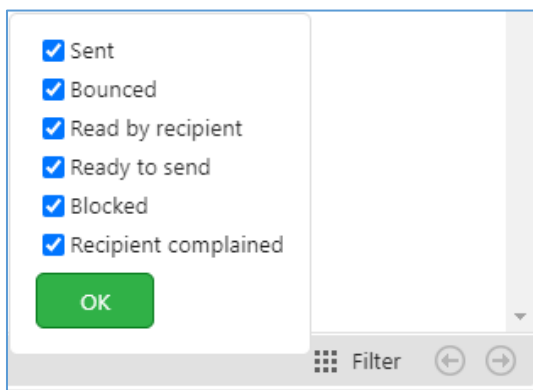 Sent
Bounced
Read by recipient
Ready to send
Blocked
Recipient complained
OK
Filter